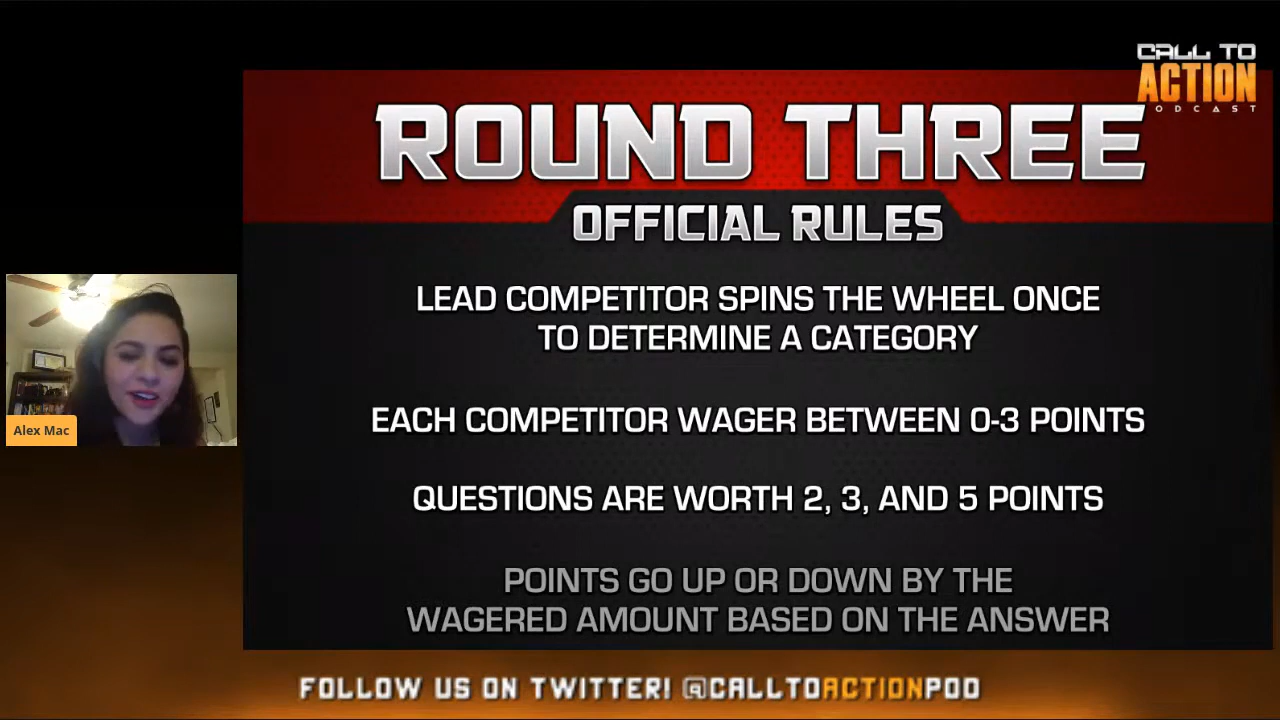 CALL TO
ACTION
PODCAST
ROUND THREE
OFFICIAL RULES
LEAD COMPETITOR SPINS THE WHEEL ONCE
TO DETERMINE A CATEGORY
EACH COMPETITOR WAGER BETWEEN 0-3 POINTS
Alex Mac
QUESTIONS ARE WORTH 2, 3, AND 5 POINTS
POINTS GO UP OR DOWN BY THE
WAGERED AMOUNT BASED ON THE ANSWER
FOLLOW US ON TWITTER! @CALLTOACTIONPOD